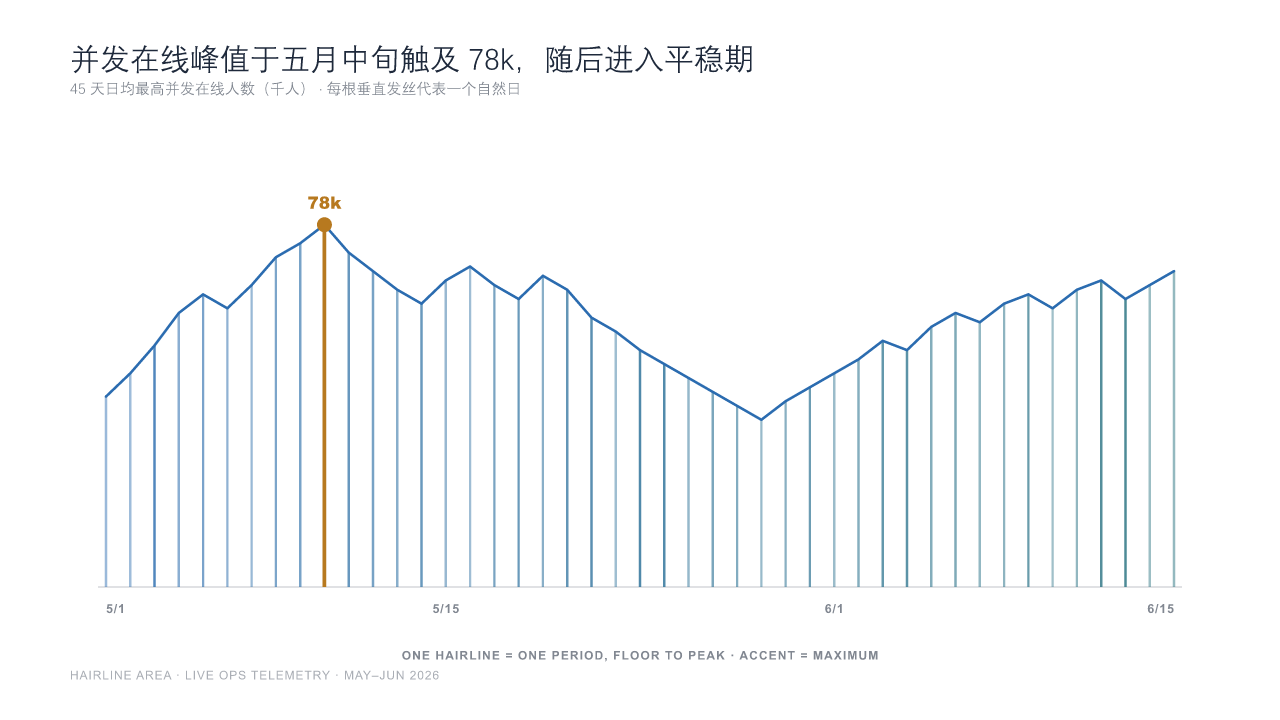 并发在线峰值于五月中旬触及 78k，随后进入平稳期
45 天日均最高并发在线人数（千人） · 每根垂直发丝代表一个自然日
78k
5/1 5/15 6/1 6/15
ONE HAIRLINE = ONE PERIOD, FLOOR TO PEAK · ACCENT = MAXIMUM
HAIRLINE AREA · LIVE OPS TELEMETRY · MAY–JUN 2026